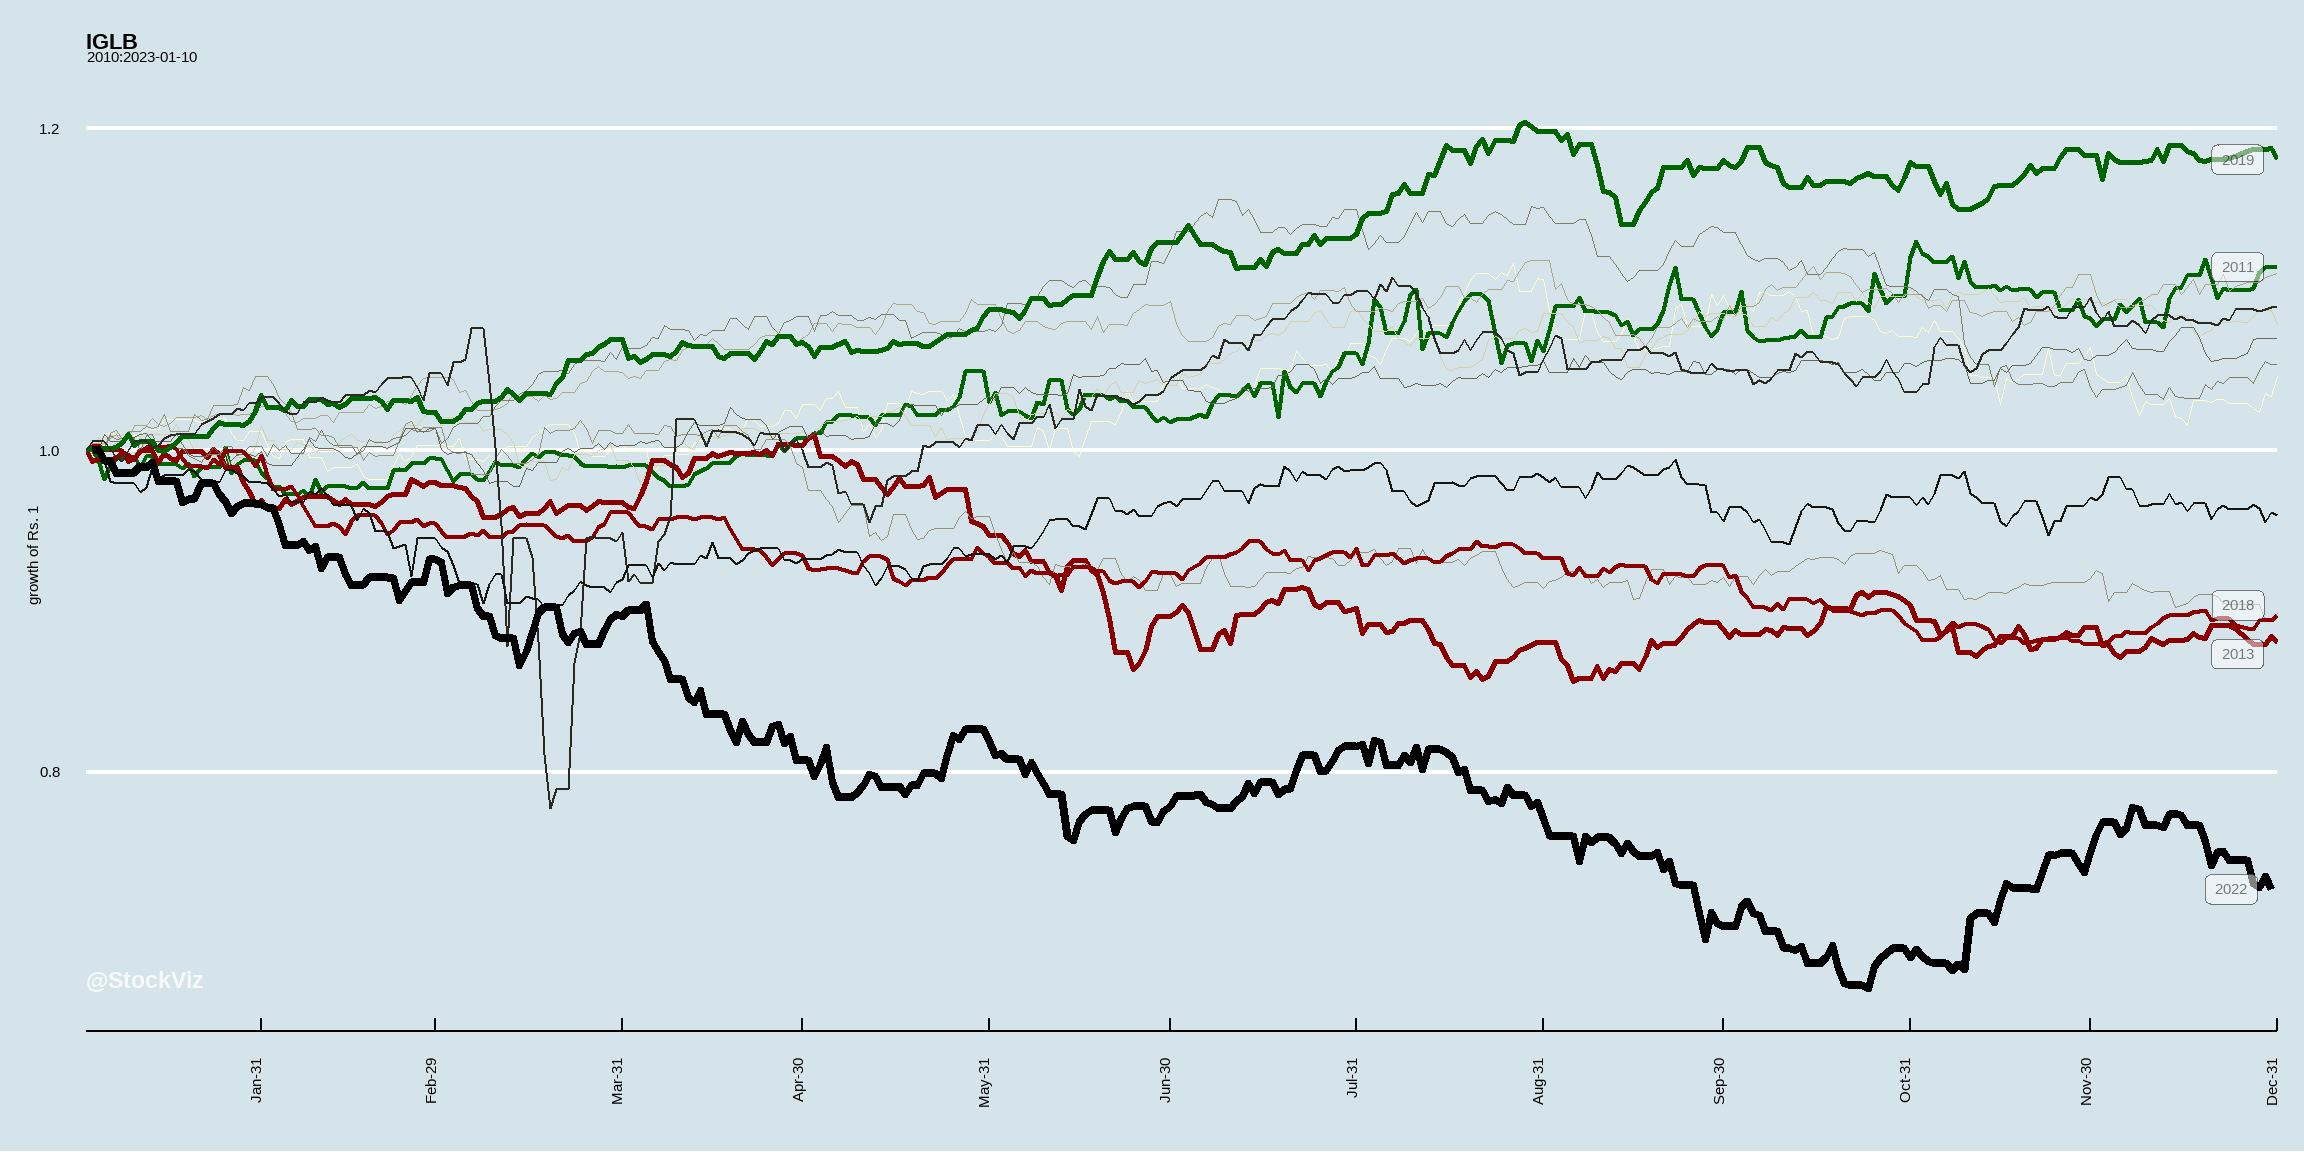 IGLB
2010:2023-01-10
growth of Rs. 1
1.2
1.0
0.8
2019
2011
2018
2013
2022
@StockViz
Jan-31
Feb-29
Mar-31
Apr-30
May-31
Jun-30
Jul-31
Aug-31
Sep-30
Oct-31
Nov-30
Dec-31